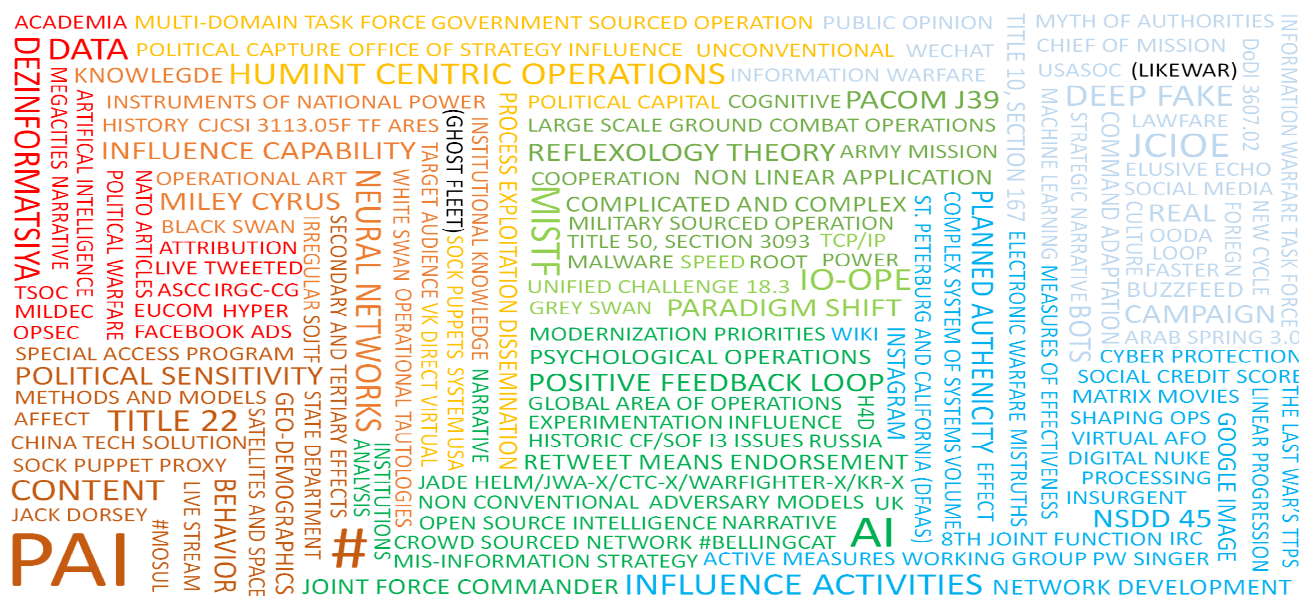 ACADEMIA
MULTI-DOMAIN TASK FORCE
GOVERNMENT SOURCED OPERATION
PUBLIC OPINION
MYTH OF AUTHORITIES
DATA
POLITICAL CAPTURE OFFICE OF STRATEGY INFLUENCE
UNCONVENTIONAL
WECHAT
CHIEF OF MISSION
KNOWLEGDE
HUMINT CENTRIC OPERATIONS
INFORMATION WARFARE
USASOC
(LIKEWAR)
INSTRUMENTS OF NATIONAL POWER
POLITICAL CAPITAL
COGNITIVE
PACOM J39
DEEP FAKE
HISTORY
CJCSI 3113.05F
TF ARES
LARGE SCALE GROUND COMBAT OPERATIONS
LAWFARE
INFLUENCE CAPABILITY
REFLEXOLOGY THEORY
ARMY MISSION
JCIOE
OPERATIONAL ART
COOPERATION
NON LINEAR APPLICATION
ELUSIVE ECHO
MILEY CYRUS
COMPLICATED AND COMPLEX
SOCIAL MEDIA
BLACK SWAN
MILITARY SOURCED OPERATION
REAL
ATTRIBUTION
TITLE 50, SECTION 3093
TCP/IP
OODA
LOOP
LIVE TWEETED
MALWARE
SPEED
ROOT
POWER
FASTER
TSOC
ASCC
IRGC-CG
UNIFIED CHALLENGE 18.3
IO-OPE
BUZZFEED
MILDEC
EUCOM
HYPER
GREY SWAN
PARADIGM SHIFT
CAMPAIGN
OPSEC
FACEBOOK ADS
MODERNIZATION PRIORITIES
WIKI
ARAB SPRING 3.0
SPECIAL ACCESS PROGRAM
PSYCHOLOGICAL OPERATIONS
CYBER PROTECTION
POLITICAL SENSITIVITY
POSITIVE FEEDBACK LOOP
SOCIAL CREDIT SCORE
METHODS AND MODELS
GLOBAL AREA OF OPERATIONS
MATRIX MOVIES
AFFECT
TITLE 22
EXPERIMENTATION
INFLUENCE
SHAPING OPS
CHINA TECH SOLUTION
HISTORIC CF/SOF I3 ISSUES
RUSSIA
VIRTUAL AFO
SOCK PUPPET PROXY
RETWEET MEANS ENDORSEMENT
DIGITAL NUKE
CONTENT
JADE HELM/JWA-X/CTC-X/WARFIGHTER-X/KR-X
PROCESSING
JACK DORSEY
NON CONVENTIONAL
ADVERSARY MODELS
UK
INSURGENT
PAI
OPEN SOURCE INTELLIGENCE
NARRATIVE
AI
NSDD 45
#
CROWD SOURCED NETWORK
#BELLINGCAT
8TH JOINT FUNCTION
IRC
MIS-INFORMATION STRATEGY
ACTIVE MEASURES WORKING GROUP
PW SINGER
JOINT FORCE COMMANDER
INFLUENCE ACTIVITIES
NETWORK DEVELOPMENT
DEZINFORMATSIYA
MEGACITIES NARRATIVE
ARTIFICAL INTELLIGENCE
POLITICAL WARFARE
NATO ARTICLES
IRREGULAR
SOJTF
STATE DEPARTMENT
SECONDARY AND TERTIARY EFFECTS
NEURAL NETWORKS
WHITE SWAN
OPERATIONAL TAUTOLOGIES
TARGET AUDIENCE
VK
DIRECT
VIRTUAL
(GHOST FLEET)
SOCK PUPPETS
SYSTEM
USA
INSTITUTIONAL KNOWLEDGE
NARRATIVE
PROCESS EXPLOITATION DISSEMINATION
MISTF
ANALYSIS
INSTITUTIONS
GEO-DEMOGRAPHICS
SATELLITES AND SPACE
BEHAVIOR
LIVE STREAM
#MOSUL
H4D
INSTAGRAM
ST. PETERBURG AND CALIFORNIA (DFAAS)
COMPLEX SYSTEM OF SYSTEMS
VOLUME
PLANNED AUTHENICITY
EFFECT
TITLE 10, SECTION 167
ELECTRONIC WARFARE
MISTRUTHS
MACHINE LEARNING
MEASURES OF EFFECTIVENESS
STRATEGIC NARRATIVE
BOTS
COMMAND AND ADAPTATION
CULTURE
FORIEGN
NEW CYCLE
DoDI 3607.02
INFORMATION WARFARE TASK FORCE
GOOGLE IMAGE
LINEAR PROGRESSION
THE LAST WAR'S TTPS